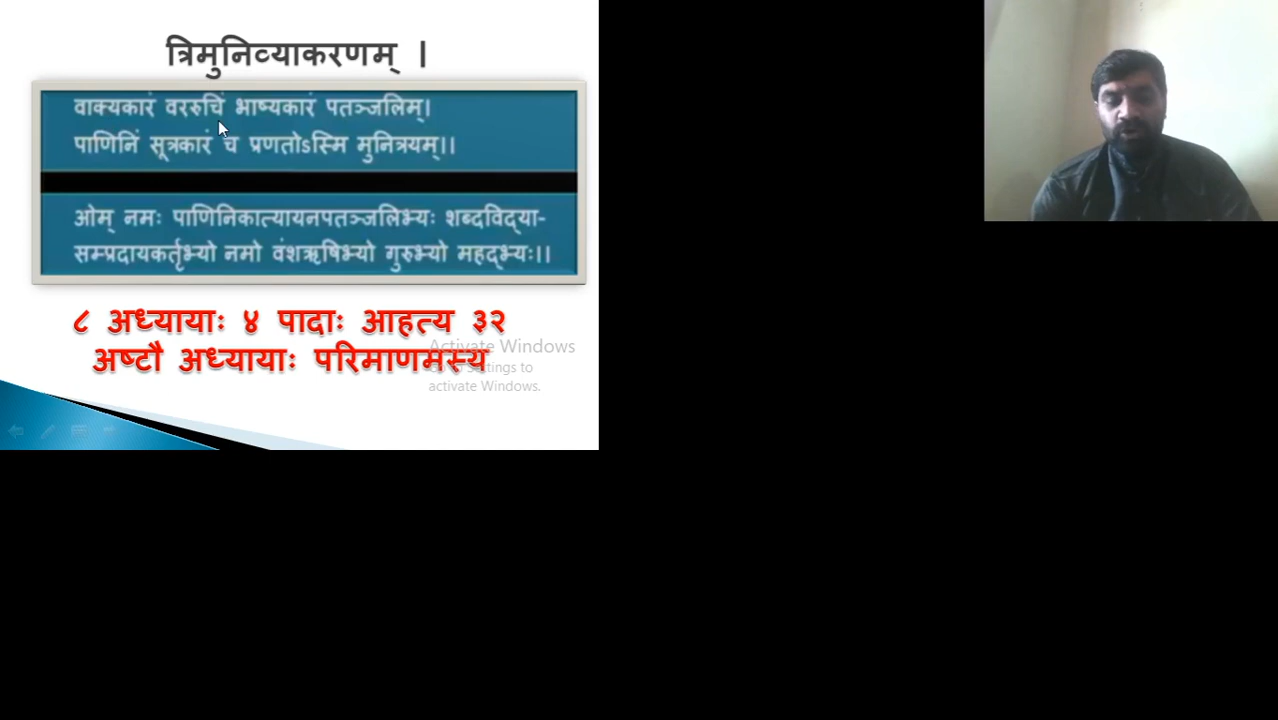 त्रिमुनिव्याकरणम् ।
वाक्यकारं वररुचिं भाष्यकारं पतञ्जलिम्।
पाणिनिं सूत्रकारं च प्रणतोऽस्मि मुनित्रयम्।।
ओम् नमः पाणिनिकात्यायनपतञ्जलिभ्यः शब्दविद्या-
सम्प्रदायकर्तृभ्यो नमो वंशऋषिभ्यो गुरुभ्यो महद्भ्यः।।
८ अध्यायाः ४ पादाः आहत्य ३२
अष्टौ अध्यायाः परिमाणमस्य
Activate Windows
Go to Settings to
activate Windows.